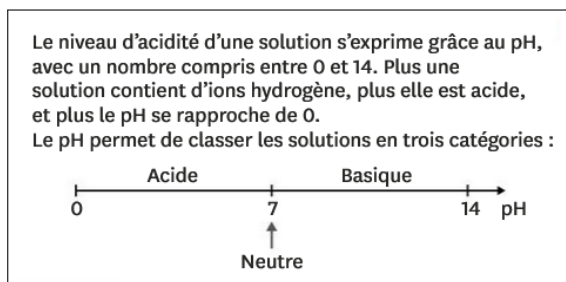 Le niveau d'acidité d'une solution s'exprime grâce au pH,
avec un nombre compris entre 0 et 14. Plus une
solution contient d'ions hydrogène, plus elle est acide,
et plus le pH se rapproche de 0.
Le pH permet de classer les solutions en trois catégories :
Acide Basique
0 7 14 pH
Neutre